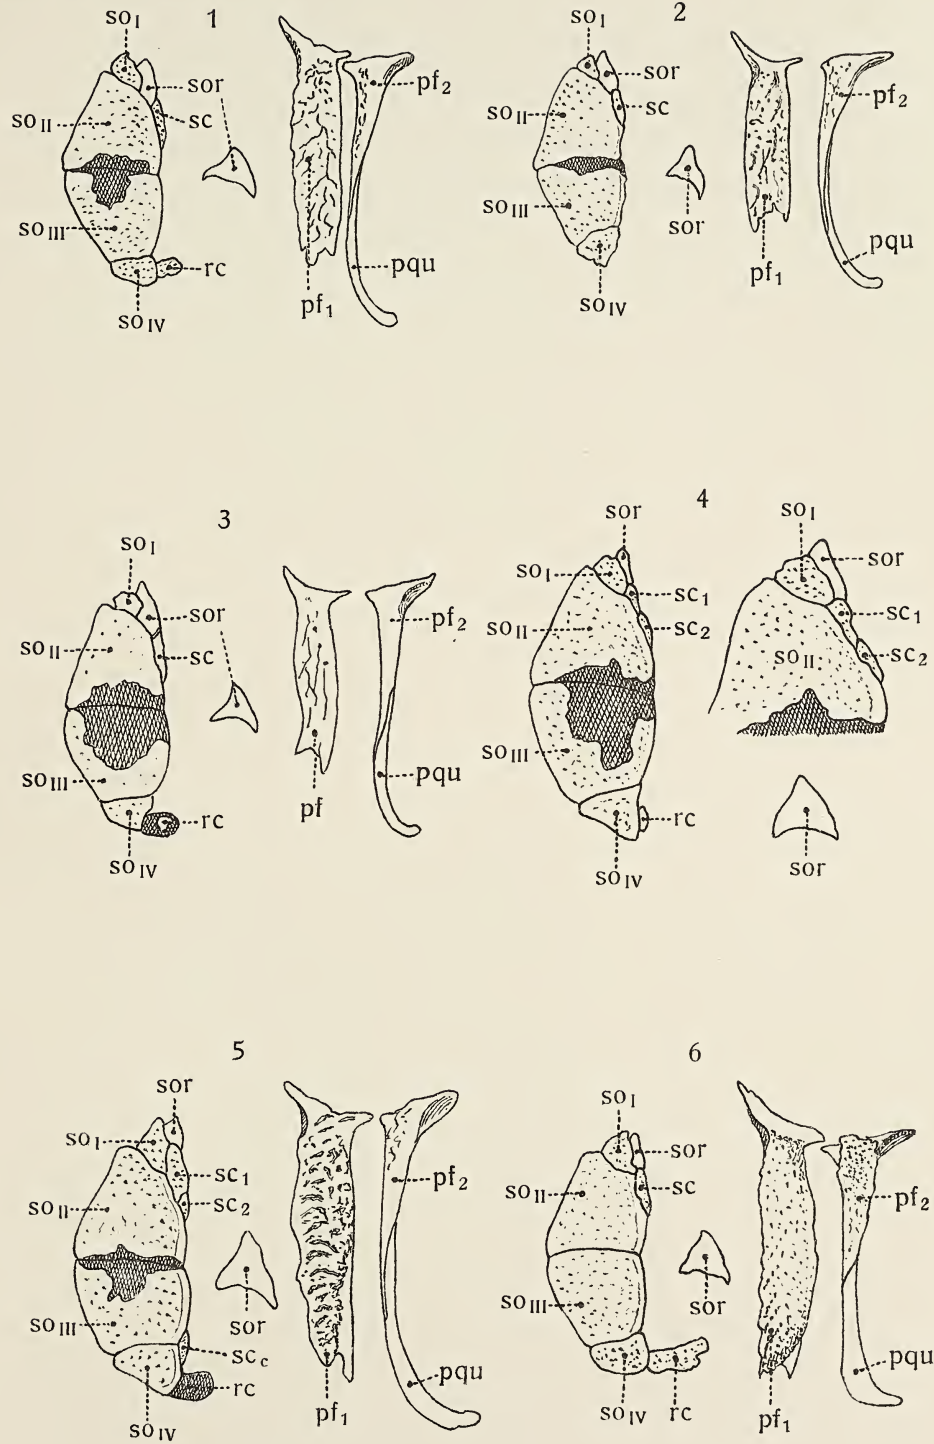 1
so I
sor
pf2
so II
sc
so III
pqu
rc
pf1
so IV
2
so I
sor
pf2
so II
sc
so III
sor
pqu
pf1
so IV
3
so I
sor
pf2
so II
sc
so III
pqu
rc
pf
so IV
4
sor
so I
so I
sor
sc1
sc1
so II
sc2
sc2
so II
so III
rc
sor
so IV
5
sor
so I
sc1
pf2
so II
sc2
so III
sor
scc
pqu
rc
pf1
so IV
6
so I
sor
sc
so II
pf2
so III
sor
pqu
so IV
rc
pf1